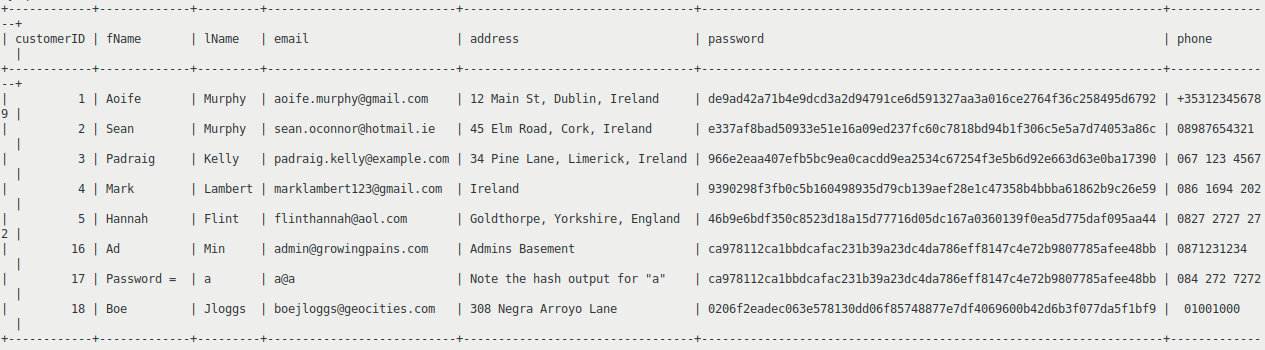 +------------+-------------+---------+---------------------------+---------------------------------+------------------------------------------------------------------+-------------
--+
| customerID | fName | lName | email | address | password | phone
|
+------------+-------------+---------+---------------------------+---------------------------------+------------------------------------------------------------------+-------------
--+
| 1 | Aoife | Murphy | aoife.murphy@gmail.com | 12 Main St, Dublin, Ireland | de9ad42a71b4e9dcd3a2d94791ce6d591327aa3a016ce2764f36c258495d6792 | +35312345678
9 |
| 2 | Sean | Murphy | sean.oconnor@hotmail.ie | 45 Elm Road, Cork, Ireland | e337af8bad50933e51e16a09ed237fc60c7818bd94b1f306c5e5a7d74053a86c | 08987654321
|
| 3 | Padraig | Kelly | padraig.kelly@example.com | 34 Pine Lane, Limerick, Ireland | 966e2eaa407efb5bc9ea0cacdd9ea2534c67254f3e5b6d92e663d63e0ba17390 | 067 123 4567
|
| 4 | Mark | Lambert | marklambert123@gmail.com | Ireland | 9390298f3fb0c5b160498935d79cb139aef28e1c47358b4bbba61862b9c26e59 | 086 1694 202
|
| 5 | Hannah | Flint | flinthannah@aol.com | Goldthorpe, Yorkshire, England | 46b9e6bdf350c8523d18a15d77716d05dc167a0360139f0ea5d775daf095aa44 | 0827 2727 27
2 |
| 16 | Ad | Min | admin@growingpains.com | Admins Basement | ca978112ca1bbdcafac231b39a23dc4da786eff8147c4e72b9807785afee48bb | 0871231234
|
| 17 | Password = | a | a@a | Note the hash output for "a" | ca978112ca1bbdcafac231b39a23dc4da786eff8147c4e72b9807785afee48bb | 084 272 7272
|
| 18 | Boe | Jloggs | boejloggs@geocities.com | 308 Negra Arroyo Lane | 0206f2eadec063e578130dd06f85748877e7df4069600b42d6b3f077da5f1bf9 | 01001000
|
+------------+-------------+---------+---------------------------+---------------------------------+------------------------------------------------------------------+-------------